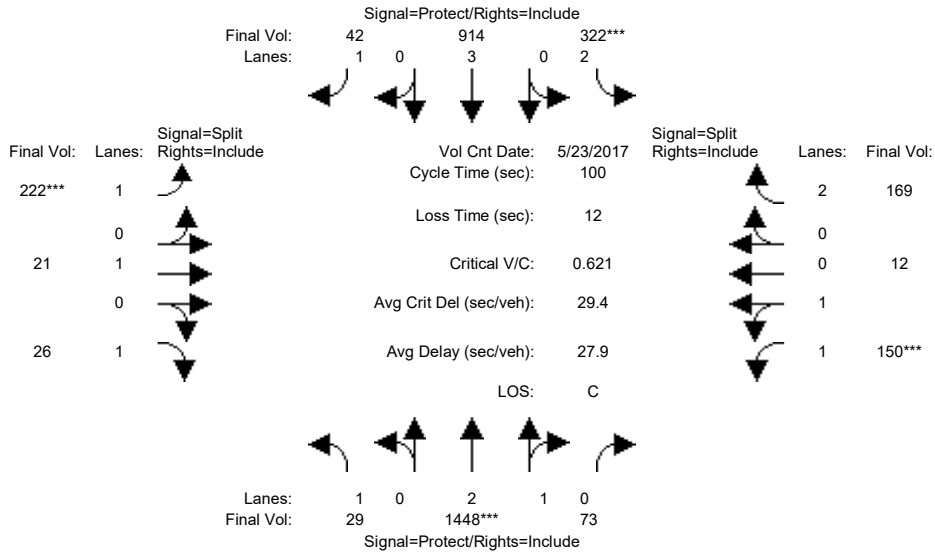 Signal=Protect/Rights=Include
Final Vol: 42 914 322***
Lanes: 1 0 3 0 2
Signal=Split
Final Vol: Lanes: Rights=Include
Vol Cnt Date: 5/23/2017
Signal=Split
Rights=Include Lanes: Final Vol:
Cycle Time (sec): 100
222*** 1
2 169
Loss Time (sec): 12
0
0
21 1
Critical V/C: 0.621
0 12
0
Avg Crit Del (sec/veh): 29.4
1
26 1
Avg Delay (sec/veh): 27.9
1 150***
LOS: C
Lanes: 1 0 2 1 0
Final Vol: 29 1448*** 73
Signal=Protect/Rights=Include